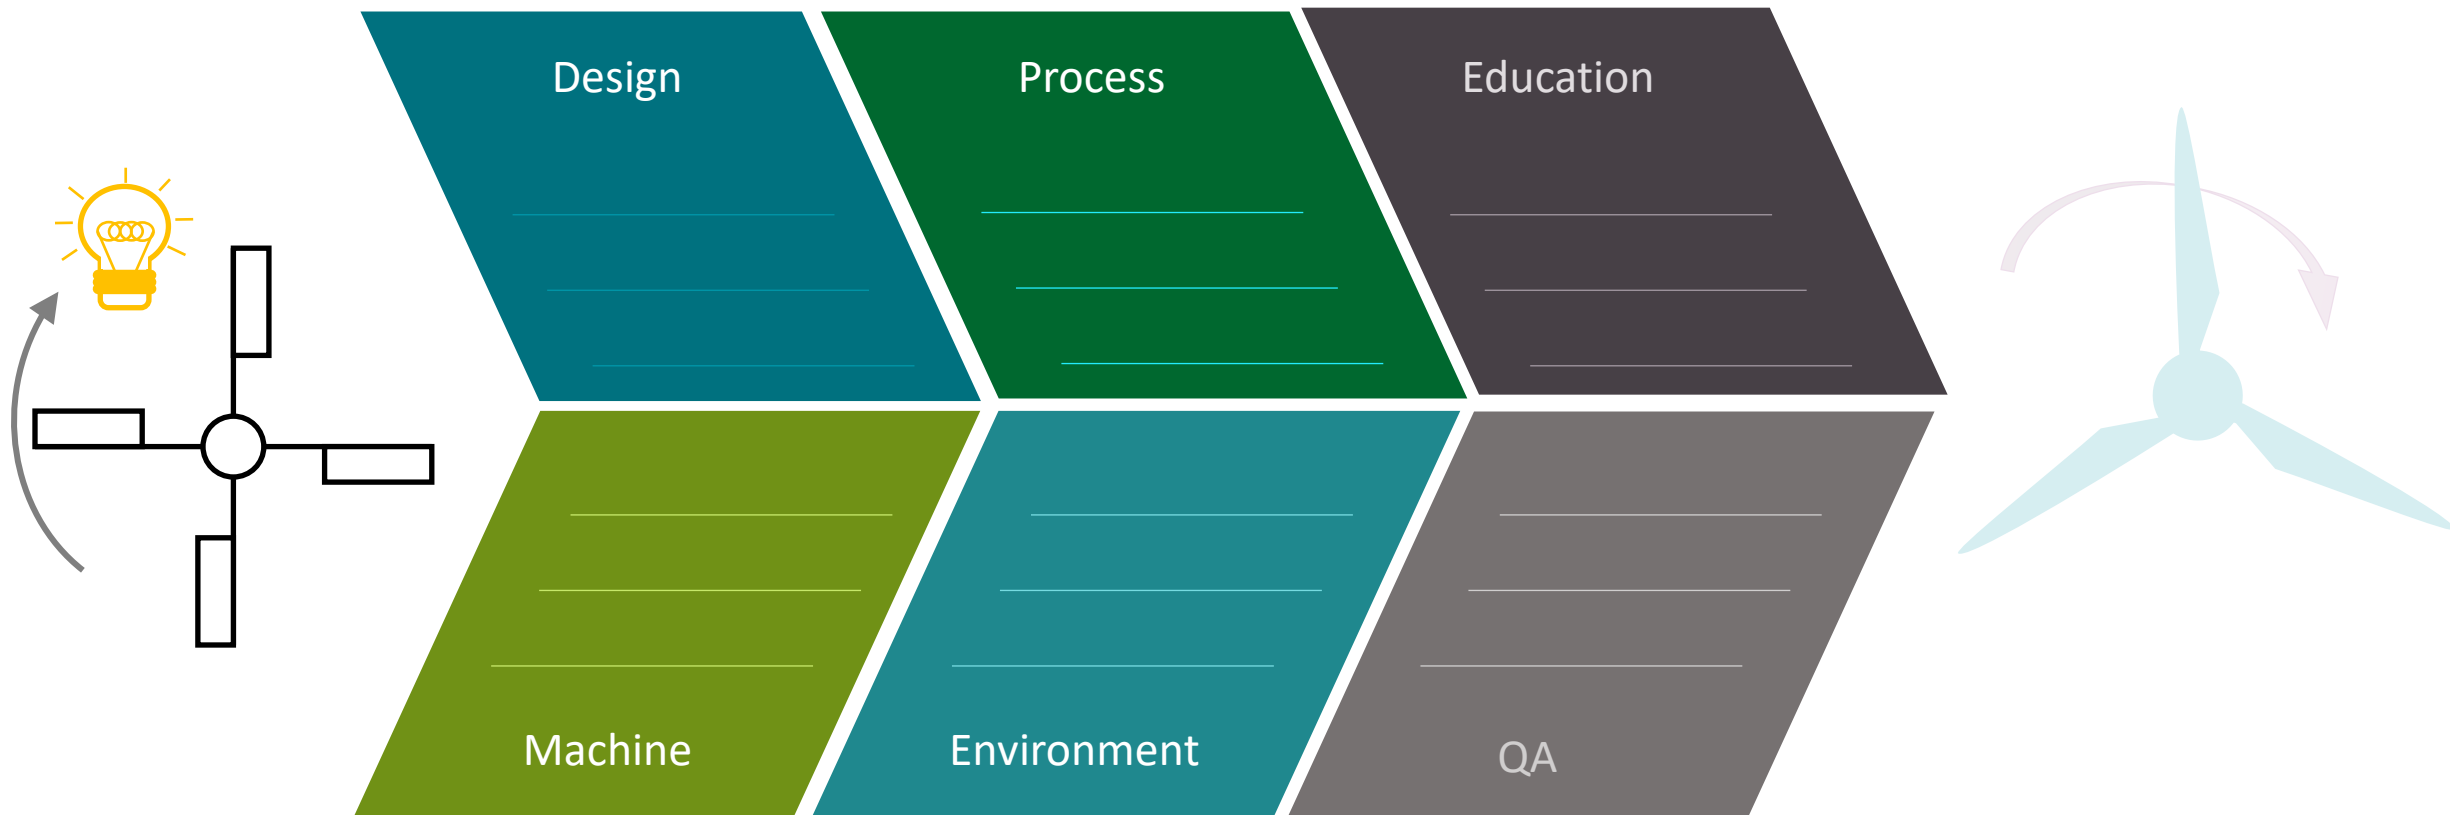 Design
Process
Education
Machine
Environment
QA